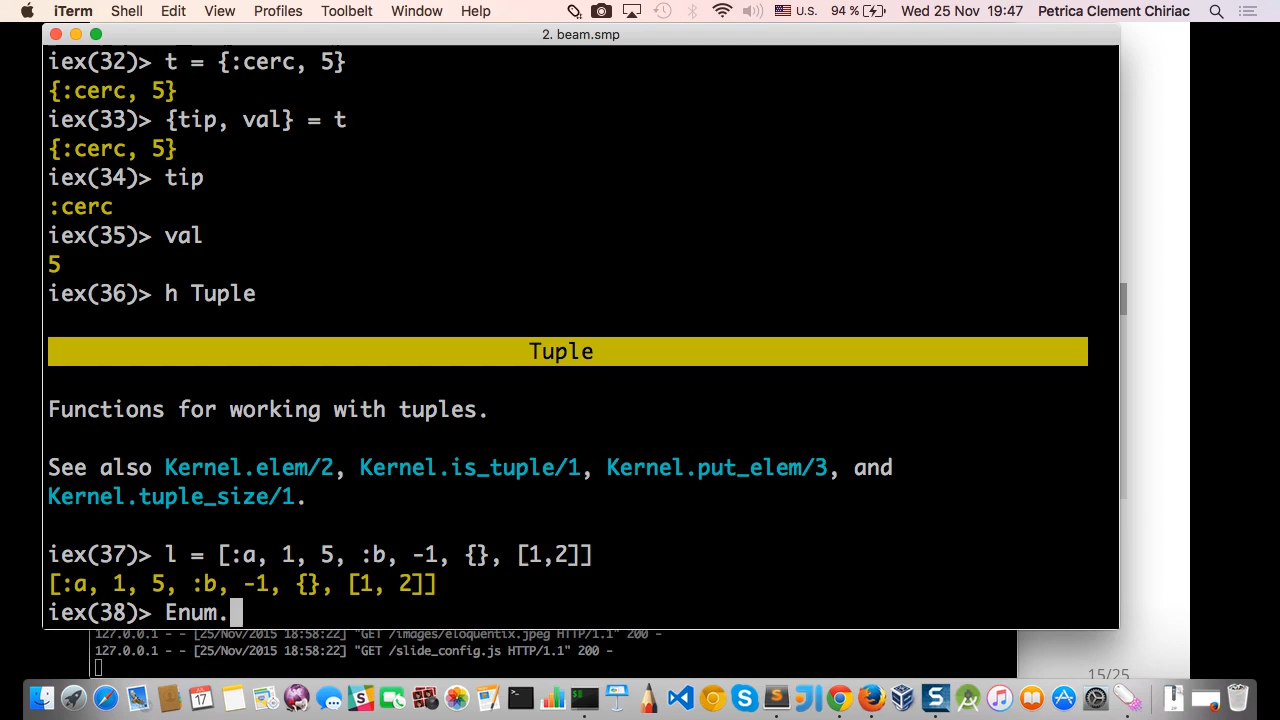 iTerm Shell Edit View Profiles Toolbelt Window Help U.S. 94 % Wed 25 Nov 19:47 Petrica Clement Chiriac
2. beam.smp
iex(32)> t = {:cerc, 5}
{:cerc, 5}
iex(33)> {tip, val} = t
{:cerc, 5}
iex(34)> tip
:cerc
iex(35)> val
5
iex(36)> h Tuple
Tuple
Functions for working with tuples.
See also Kernel.elem/2, Kernel.is_tuple/1, Kernel.put_elem/3, and
Kernel.tuple_size/1.
iex(37)> l = [:a, 1, 5, :b, -1, {}, [1,2]]
[:a, 1, 5, :b, -1, {}, [1, 2]]
iex(38)> Enum.
127.0.0.1 - - [25/Nov/2015 18:58:22] "GET /images/eloquentix.jpeg HTTP/1.1" 200 -
127.0.0.1 - - [25/Nov/2015 18:58:22] "GET /slide_config.js HTTP/1.1" 200 -
15/25
17